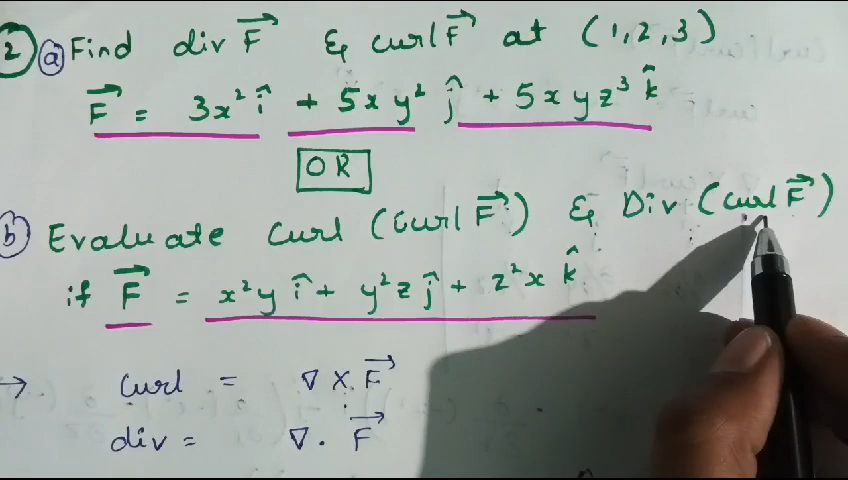 2) a) Find div F⃗ & curl F⃗ at (1,2,3)
F⃗ = 3x² î + 5xy² ĵ + 5xyz³ k̂
OR
b) Evaluate Curl (Curl F⃗) & Div (Curl F⃗)
if F⃗ = x²y î + y²z ĵ + z²x k̂
→ Curl = ∇ × F⃗
div = ∇ . F⃗